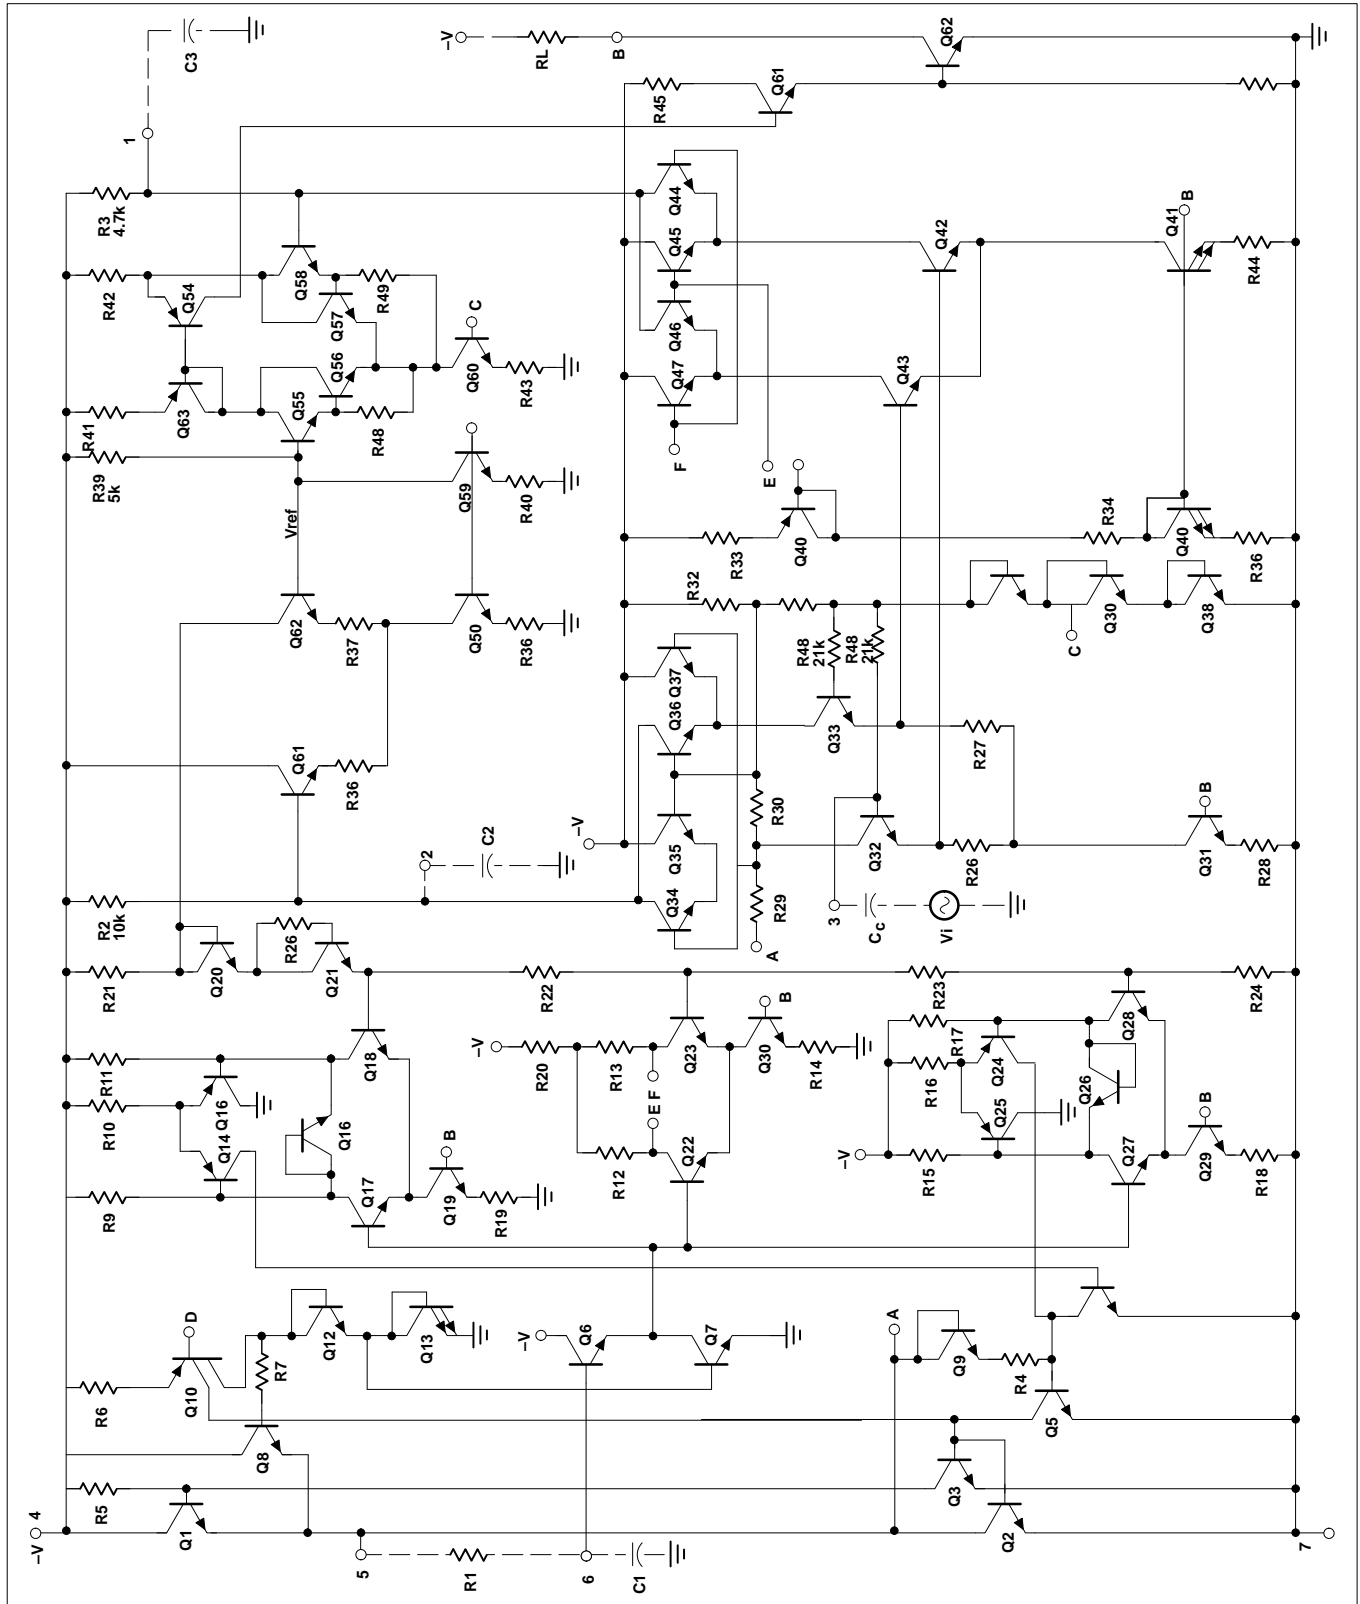 –V
4
R5
R6
R9
R10
R11
R21
R2
10k
R39
5k
R41
R42
R3
4.7k
1
C3
–V
RL
B
Q62
R45
Q61
Q1
Q8
Q10
D
R7
Q12
Q13
Q14
Q16
Q16
Q17
Q18
Q19
B
R19
Q20
R26
Q21
2
C2
Q61
R36
Q62
R37
Vref
Q50
R36
Q59
R40
Q63
Q54
Q55
Q56
R48
Q57
Q58
R49
Q60
C
R43
5
R1
6
C1
–V
Q6
Q7
–V
R20
R12
R13
E
F
Q22
Q23
R22
Q30
B
R14
–V
Q34
Q35
Q36
Q37
R29
A
R30
R32
R33
Q40
R48
21k
R48
21k
Q33
Q32
3
CC
Vi
R26
R27
Q31
B
R28
F
E
Q47
Q46
Q45
Q44
Q43
Q42
Q41
B
R44
R34
Q40
R36
C
Q30
Q38
A
Q9
R4
Q5
Q3
Q2
7
–V
R15
R16
R17
Q25
Q24
Q26
Q27
Q28
Q29
B
R18
R23
R24